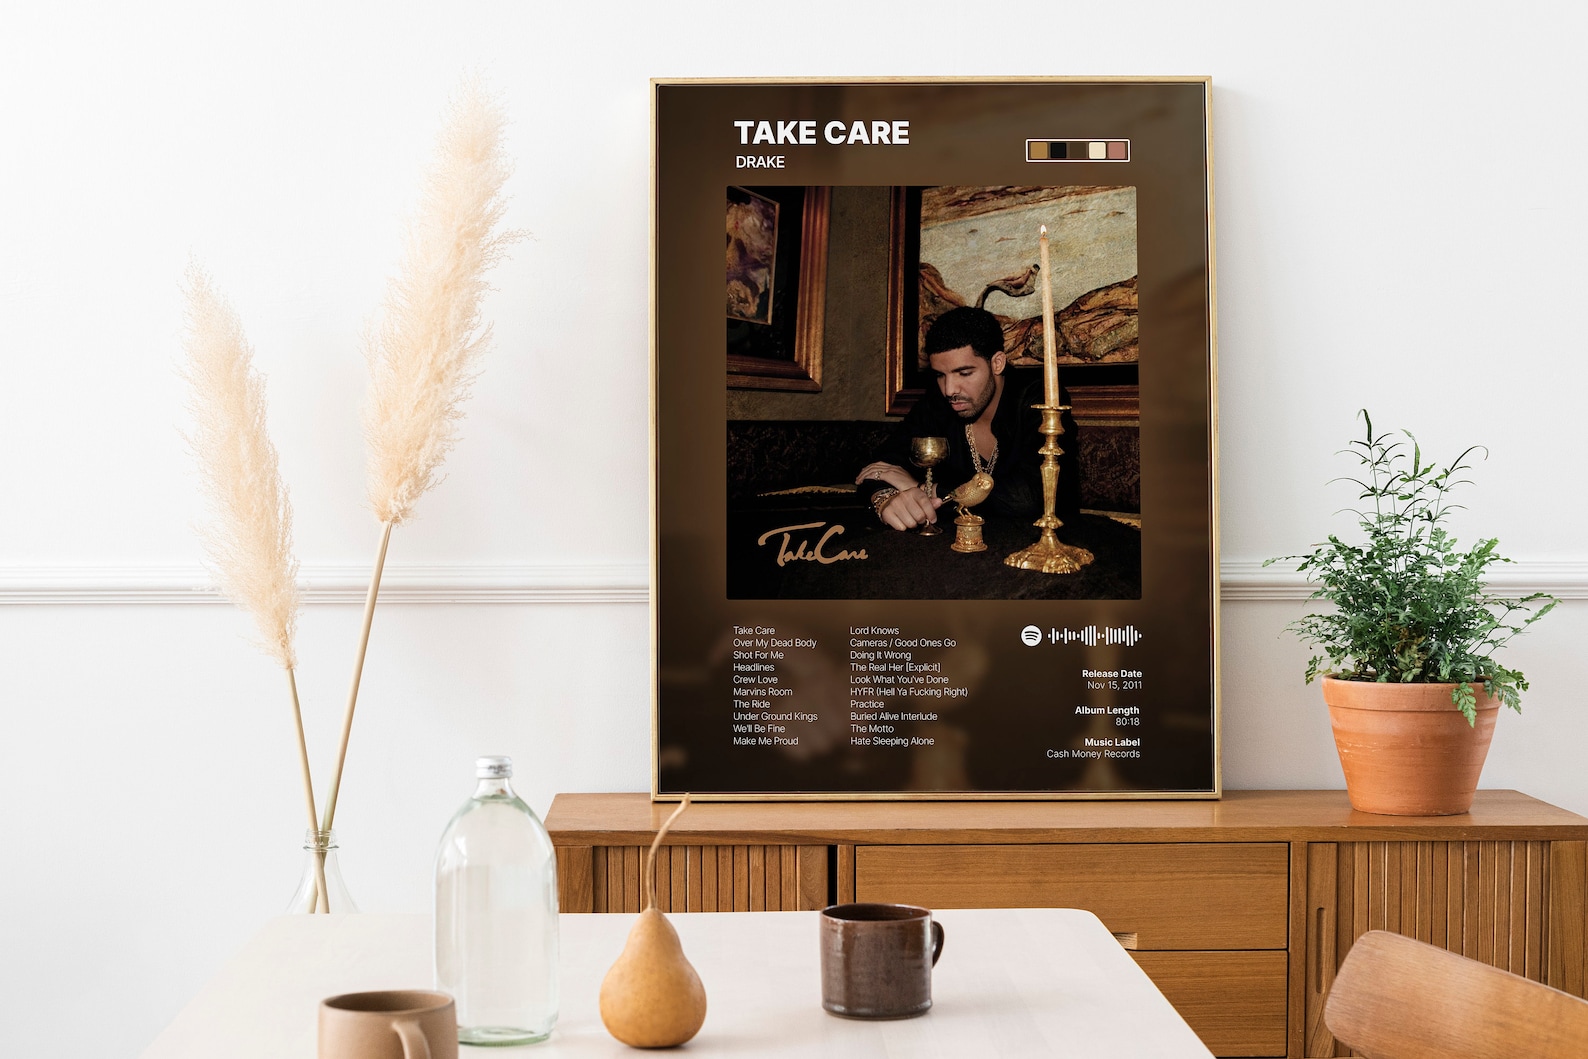 TAKE CARE
DRAKE
Take Care
Take Care
Over My Dead Body
Shot For Me
Headlines
Crew Love
Marvins Room
The Ride
Under Ground Kings
We'll Be Fine
Make Me Proud
Lord Knows
Cameras / Good Ones Go
Doing It Wrong
The Real Her [Explicit]
Look What You've Done
HYFR (Hell Ya Fucking Right)
Practice
Buried Alive Interlude
The Motto
Hate Sleeping Alone
Release Date
Nov 15, 2011
Album Length
80:18
Music Label
Cash Money Records